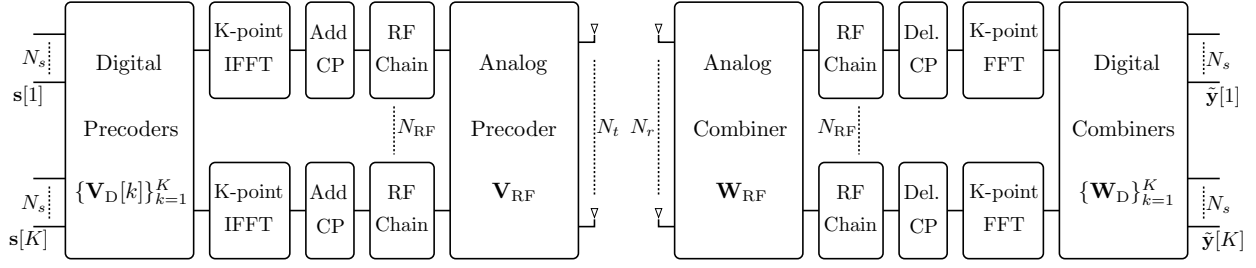 N_s
s[1]
N_s
s[K]
Digital
Precoders
{V_D[k]}_{k=1}^K
K-point
IFFT
Add
CP
RF
Chain
N_RF
K-point
IFFT
Add
CP
RF
Chain
Analog
Precoder
V_RF
N_t
N_r
Analog
Combiner
W_RF
RF
Chain
Del.
CP
K-point
FFT
N_RF
RF
Chain
Del.
CP
K-point
FFT
Digital
Combiners
{W_D}_{k=1}^K
N_s
ỹ[1]
N_s
ỹ[K]